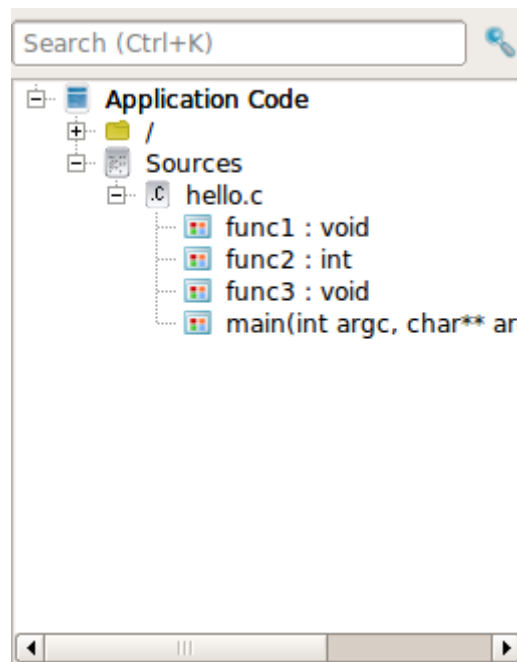 Search (Ctrl+K)
Application Code
/
Sources
.C hello.c
func1 : void
func2 : int
func3 : void
main(int argc, char** ar